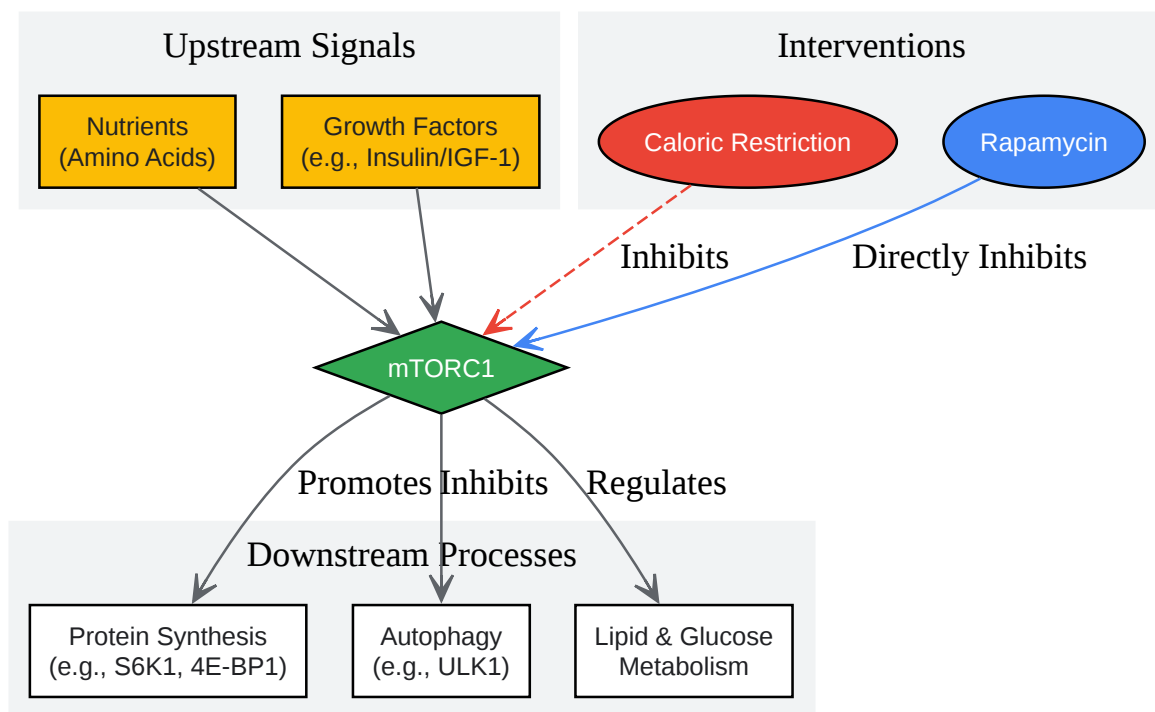 Upstream Signals
Interventions
Nutrients
(Amino Acids)
Growth Factors
(e.g., Insulin/IGF-1)
Caloric Restriction
Rapamycin
Inhibits
Directly Inhibits
mTORC1
Promotes
Inhibits
Regulates
Downstream Processes
Protein Synthesis
(e.g., S6K1, 4E-BP1)
Autophagy
(e.g., ULK1)
Lipid & Glucose
Metabolism